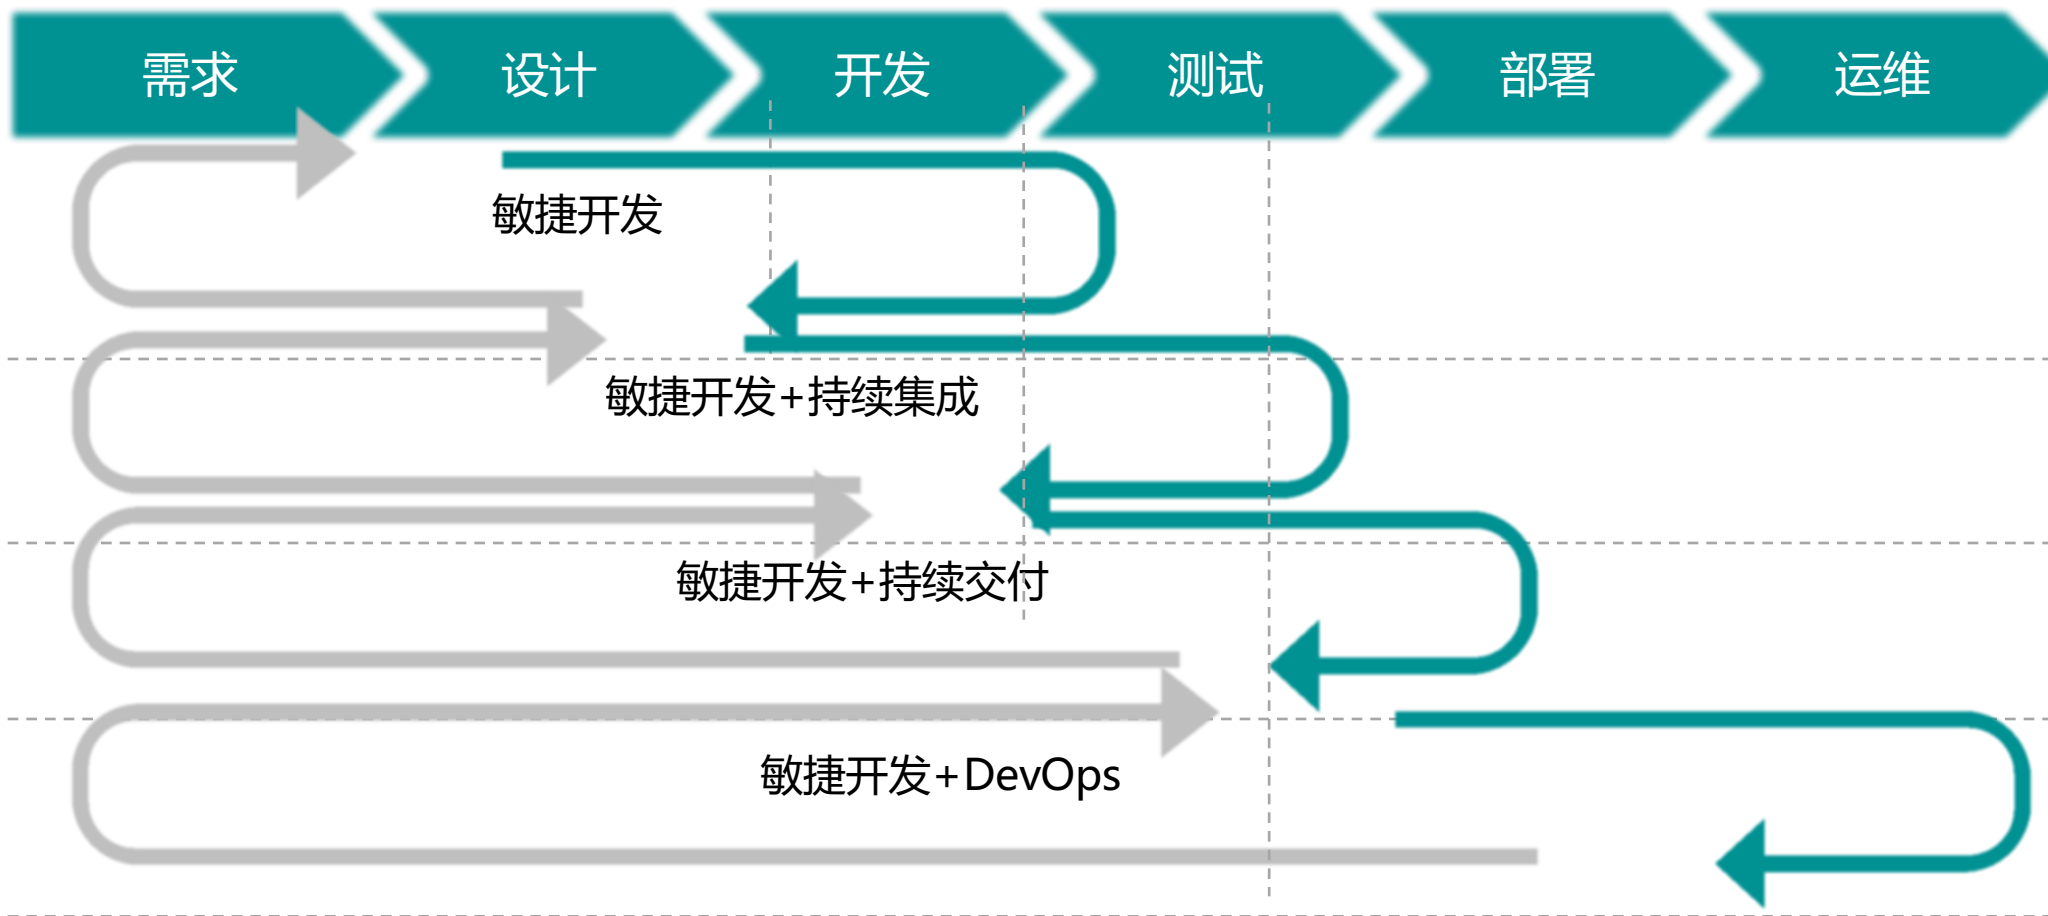 需求
设计
开发
测试
部署
运维
敏捷开发
敏捷开发+持续集成
敏捷开发+持续交付
敏捷开发+DevOps